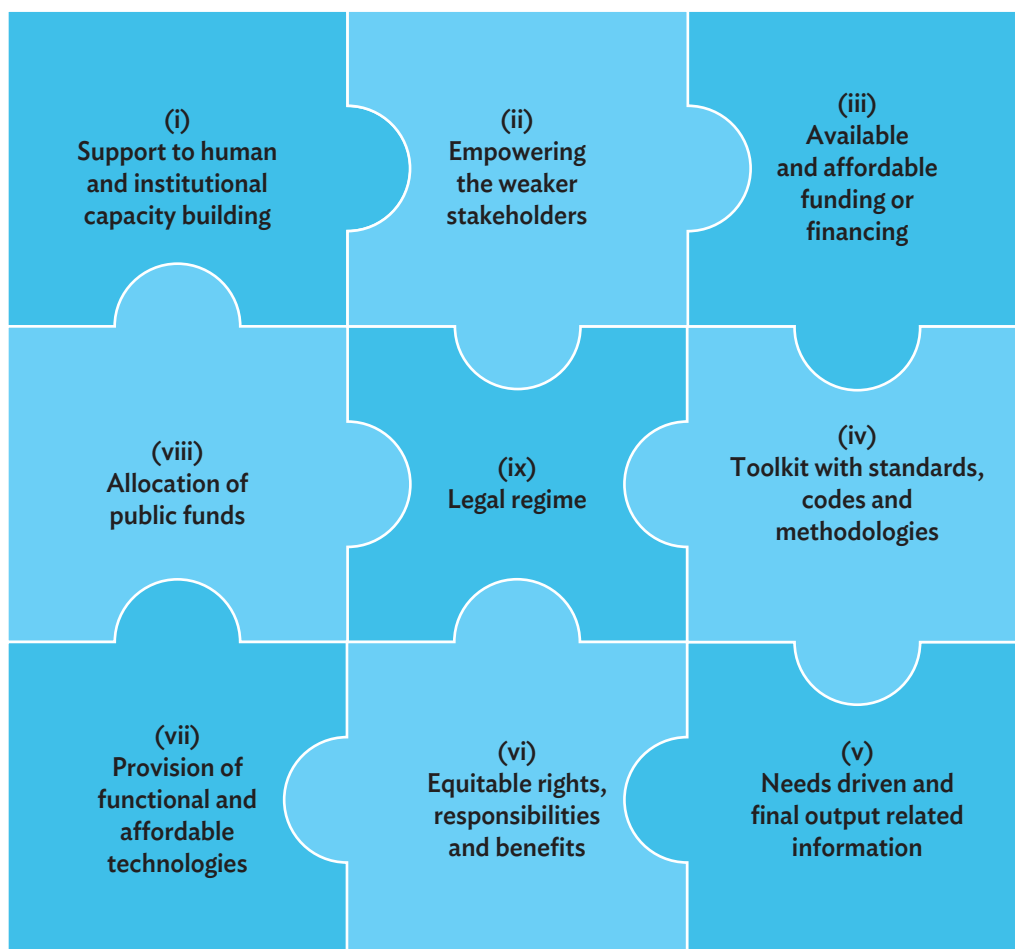 (i)
Support to human
and institutional
capacity building
(ii)
Empowering
the weaker
stakeholders
(iii)
Available
and affordable
funding or
financing
(viii)
Allocation of
public funds
(ix)
Legal regime
(iv)
Toolkit with standards,
codes and
methodologies
(vii)
Provision of
functional and
affordable
technologies
(vi)
Equitable rights,
responsibilities
and benefits
(v)
Needs driven and
final output related
information